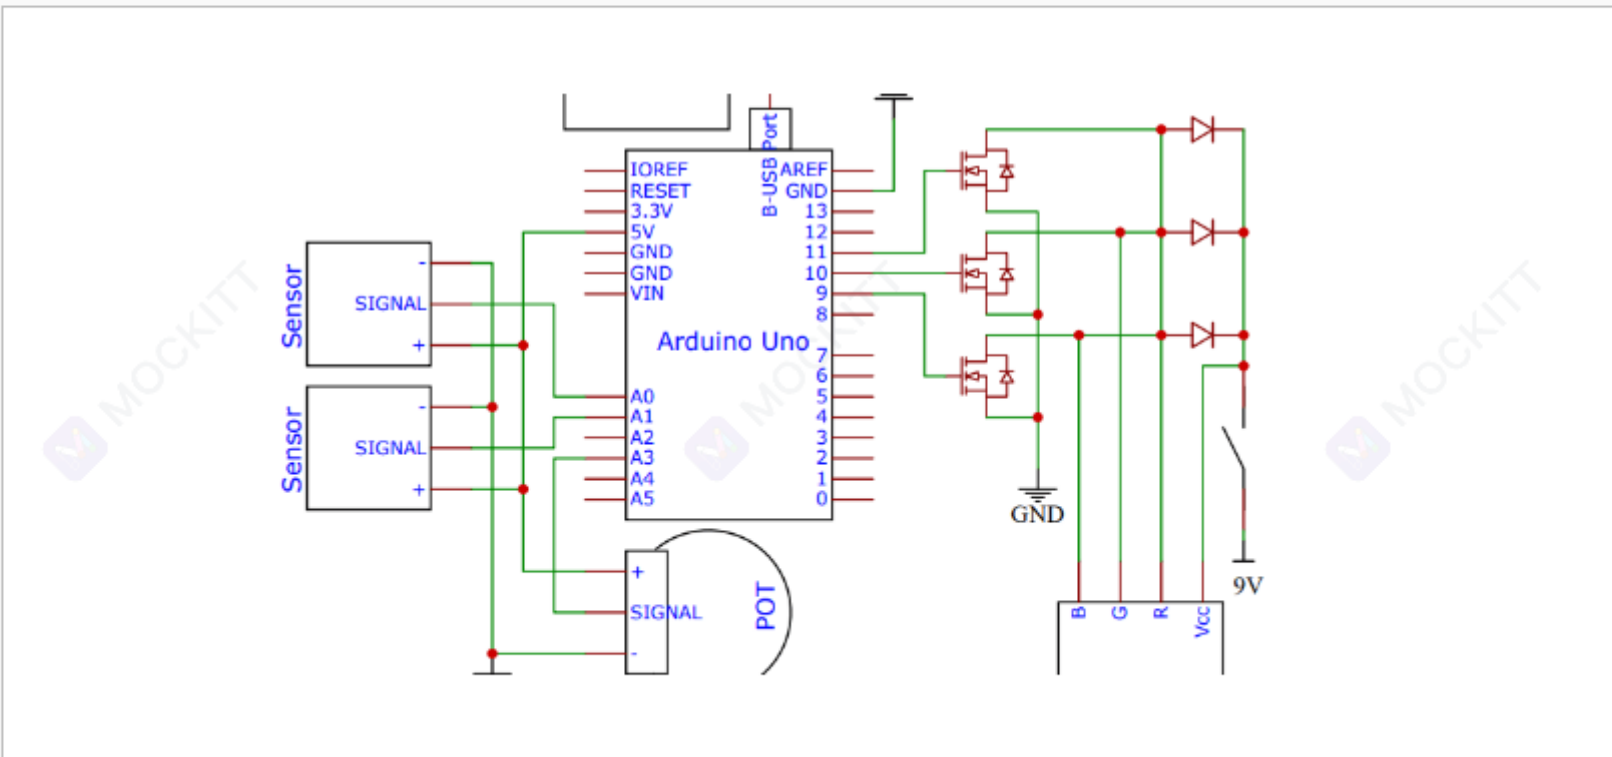 B-USB Port
IOREF
RESET
3.3V
5V
GND
GND
VIN
AREF
GND
13
12
11
10
9
8
Arduino Uno
7
6
5
4
3
2
1
0
A0
A1
A2
A3
A4
A5
Sensor
-
SIGNAL
+
Sensor
-
SIGNAL
+
+
SIGNAL
-
POT
GND
9V
B
G
R
Vcc
MOCKITT
MOCKITT
MOCKITT